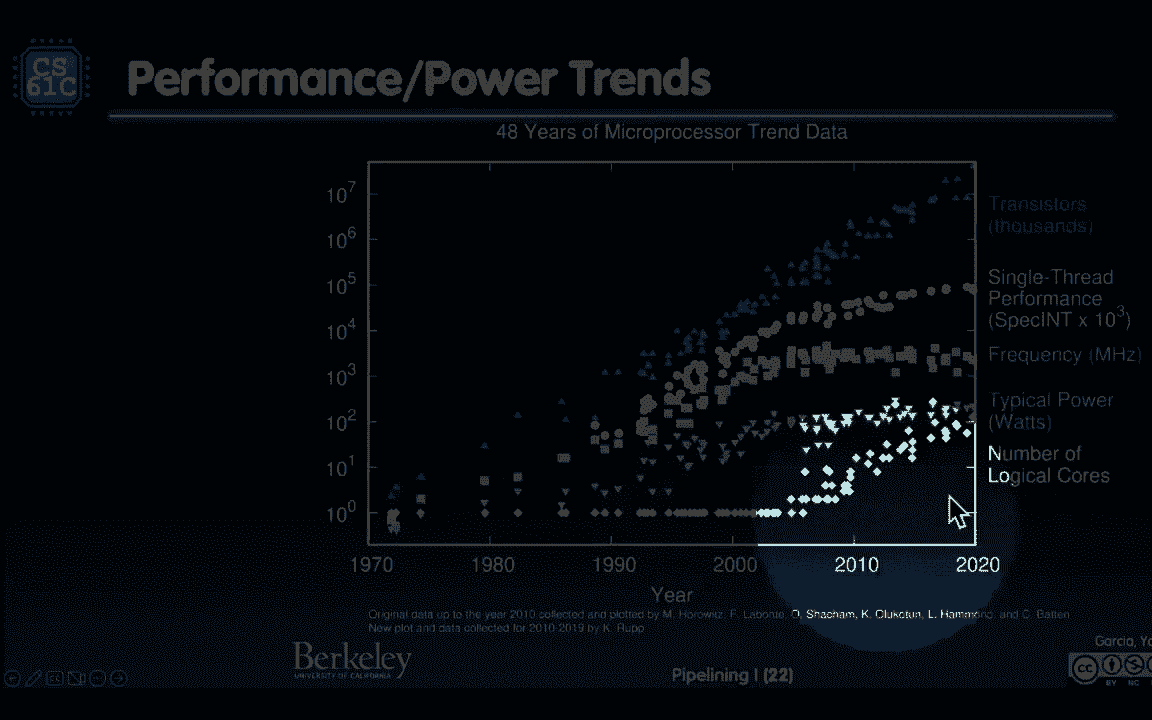 CS
61C
Performance/Power Trends
48 Years of Microprocessor Trend Data
10^7
10^6
10^5
10^4
10^3
10^2
10^1
10^0
Transistors
(thousands)
Single-Thread
Performance
(SpecINT x 10^3)
Frequency (MHz)
Typical Power
(Watts)
Number of
Logical Cores
1970 1980 1990 2000 2010 2020
Year
Original data up to the year 2010 collected and plotted by M. Horowitz, F. Labonte, O. Shacham, K. Olukotun, L. Hammond, and C. Batten
New plot and data collected for 2010-2019 by K. Rupp
Berkeley
UNIVERSITY OF CALIFORNIA
Pipelining I (22)
Garcia,
cc
BY NC